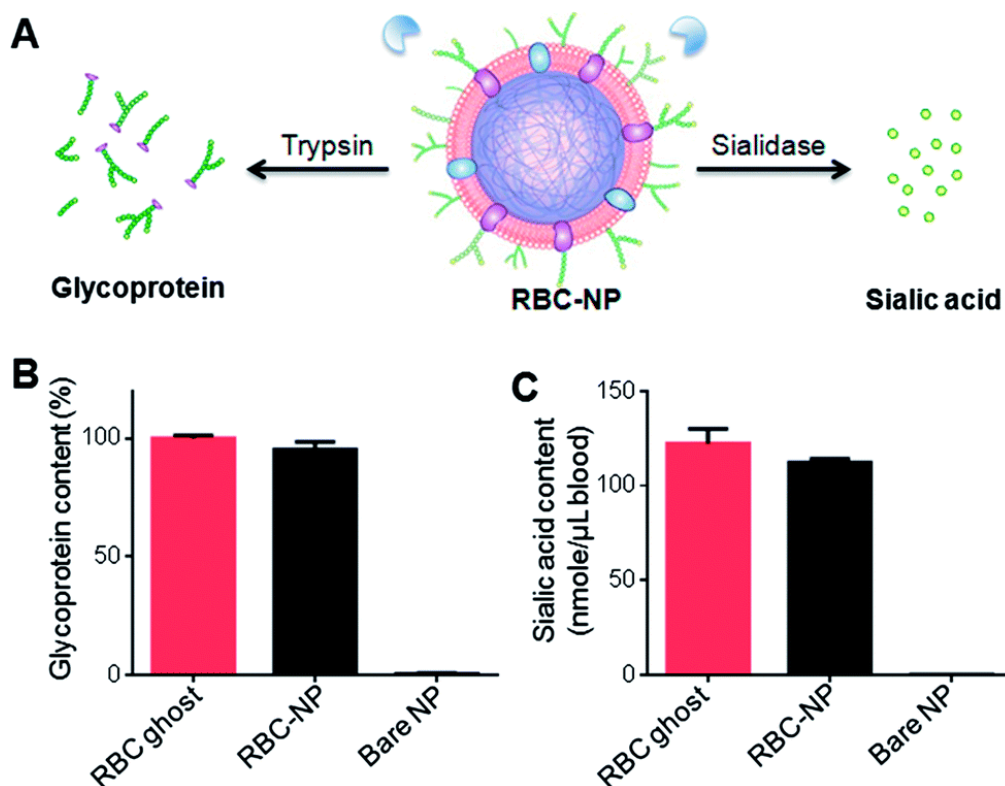 A
Trypsin
Sialidase
Glycoprotein
RBC-NP
Sialic acid
B
Glycoprotein content (%)
100
50
0
RBC ghost
RBC-NP
Bare NP
C
Sialic acid content
(nmole/μL blood)
150
100
50
0
RBC ghost
RBC-NP
Bare NP